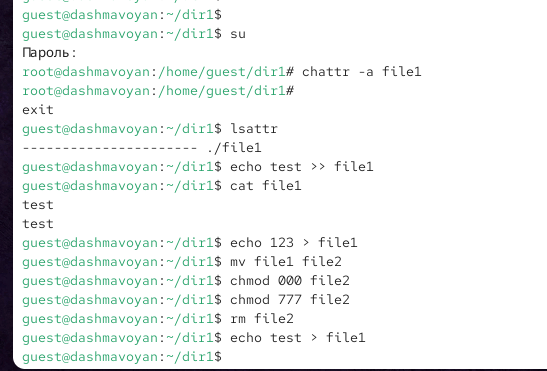 guest@dashmavoyan:~/dir1$
guest@dashmavoyan:~/dir1$ su
Пароль:
root@dashmavoyan:/home/guest/dir1# chattr -a file1
root@dashmavoyan:/home/guest/dir1#
exit
guest@dashmavoyan:~/dir1$ lsattr
---------------------- ./file1
guest@dashmavoyan:~/dir1$ echo test >> file1
guest@dashmavoyan:~/dir1$ cat file1
test
test
guest@dashmavoyan:~/dir1$ echo 123 > file1
guest@dashmavoyan:~/dir1$ mv file1 file2
guest@dashmavoyan:~/dir1$ chmod 000 file2
guest@dashmavoyan:~/dir1$ chmod 777 file2
guest@dashmavoyan:~/dir1$ rm file2
guest@dashmavoyan:~/dir1$ echo test > file1
guest@dashmavoyan:~/dir1$